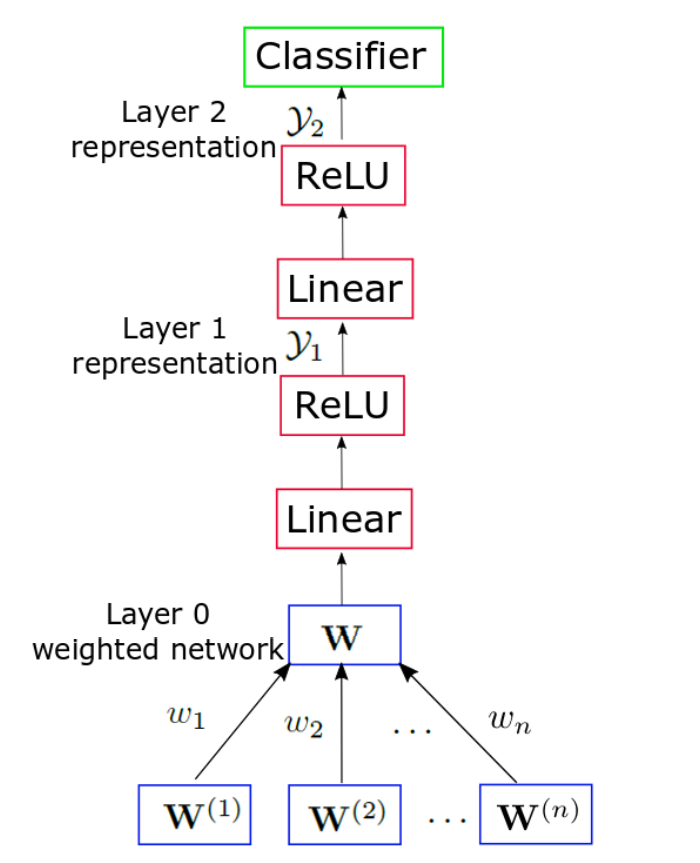 Classifier
Layer 2
representation
𝒴₂
ReLU
Linear
Layer 1
representation
𝒴₁
ReLU
Linear
Layer 0
weighted network
W
w₁
w₂
...
wₙ
W⁽¹⁾
W⁽²⁾
...
W⁽ⁿ⁾